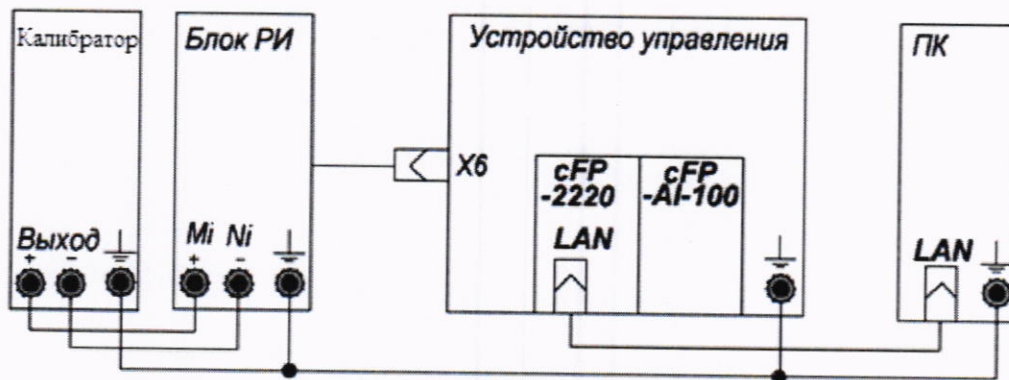 Калибратор
Блок РИ
Устройство управления
ПК
X6
cFP
-2220
cFP
-AI-100
LAN
LAN
Выход
+ -
Mi Ni
+ -